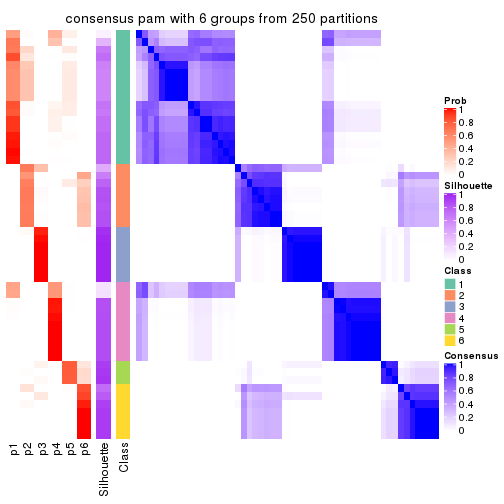 consensus pam with 6 groups from 250 partitions
Prob
1
0.8
0.6
0.4
0.2
0
Silhouette
1
0.8
0.6
0.4
0.2
0
Class
1
2
3
4
5
6
Consensus
1
0.8
0.6
0.4
0.2
0
p1
p2
p3
p4
p5
p6
Silhouette
Class